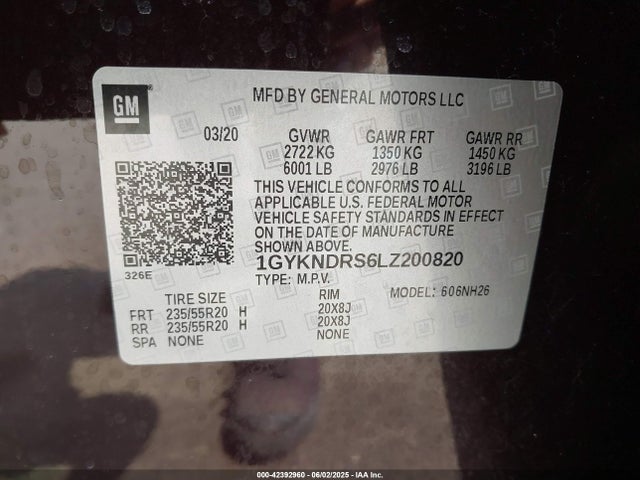 GM
MFD BY GENERAL MOTORS LLC
03/20 GVWR GAWR FRT GAWR RR
2722 KG 1350 KG 1450 KG
6001 LB 2976 LB 3196 LB
THIS VEHICLE CONFORMS TO ALL
APPLICABLE U.S. FEDERAL MOTOR
VEHICLE SAFETY STANDARDS IN EFFECT
ON THE DATE OF MANUFACTURE
SHOWN ABOVE.
326E
1GYKNDRS6LZ200820
TYPE: M.P.V. MODEL: 606NH26
TIRE SIZE RIM
FRT 235/55R20 H 20X8J
RR 235/55R20 H 20X8J
SPA NONE NONE
000-42392960 - 06/02/2025 - IAA Inc.